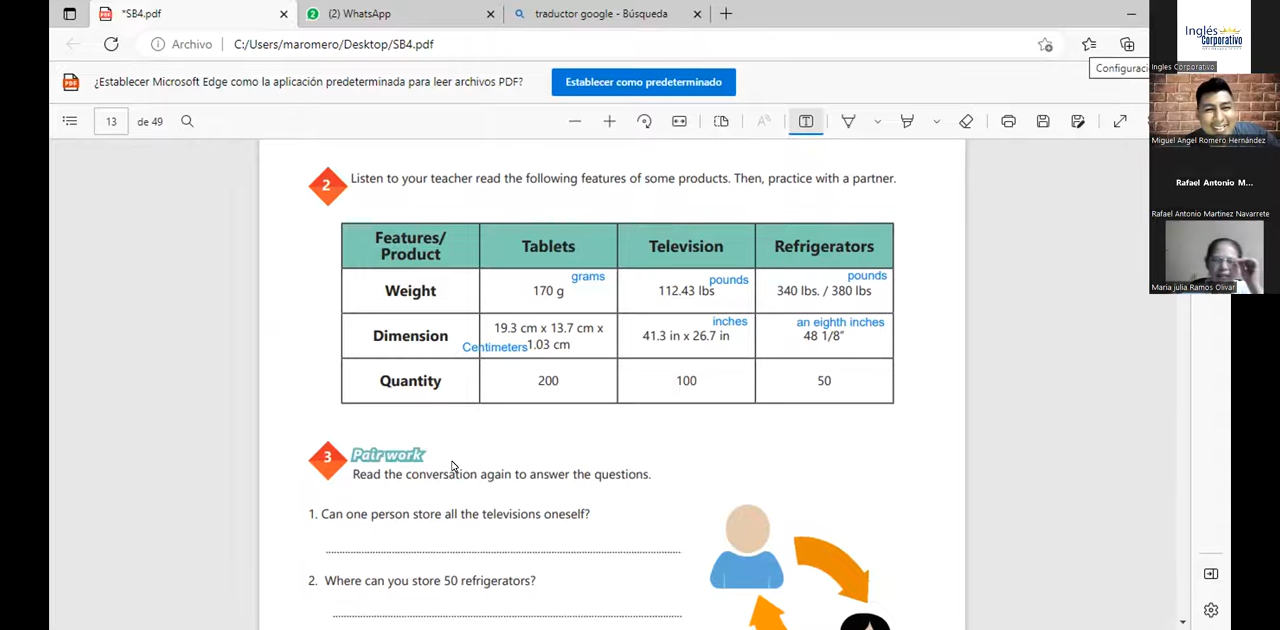 *SB4.pdf
(2) WhatsApp
traductor google - Búsqueda
Archivo
C:/Users/maromero/Desktop/SB4.pdf
¿Establecer Microsoft Edge como la aplicación predeterminada para leer archivos PDF?
Establecer como predeterminado
Configuraci
13
de 49
Inglés
Corporativo
Ingles Corporativo
Miguel Angel Romero Hernández
Rafael Antonio M...
Rafael Antonio Martinez Navarrete
Maria julia Ramos Olivar
2
Listen to your teacher read the following features of some products. Then, practice with a partner.
Features/
Product
Tablets
Television
Refrigerators
Weight
grams
170 g
pounds
112.43 lbs
pounds
340 lbs. / 380 lbs
Dimension
19.3 cm x 13.7 cm x
Centimeters
1.03 cm
inches
41.3 in x 26.7 in
an eighth inches
48 1/8"
Quantity
200
100
50
3
Pair work
Read the conversation again to answer the questions.
1. Can one person store all the televisions oneself?
2. Where can you store 50 refrigerators?